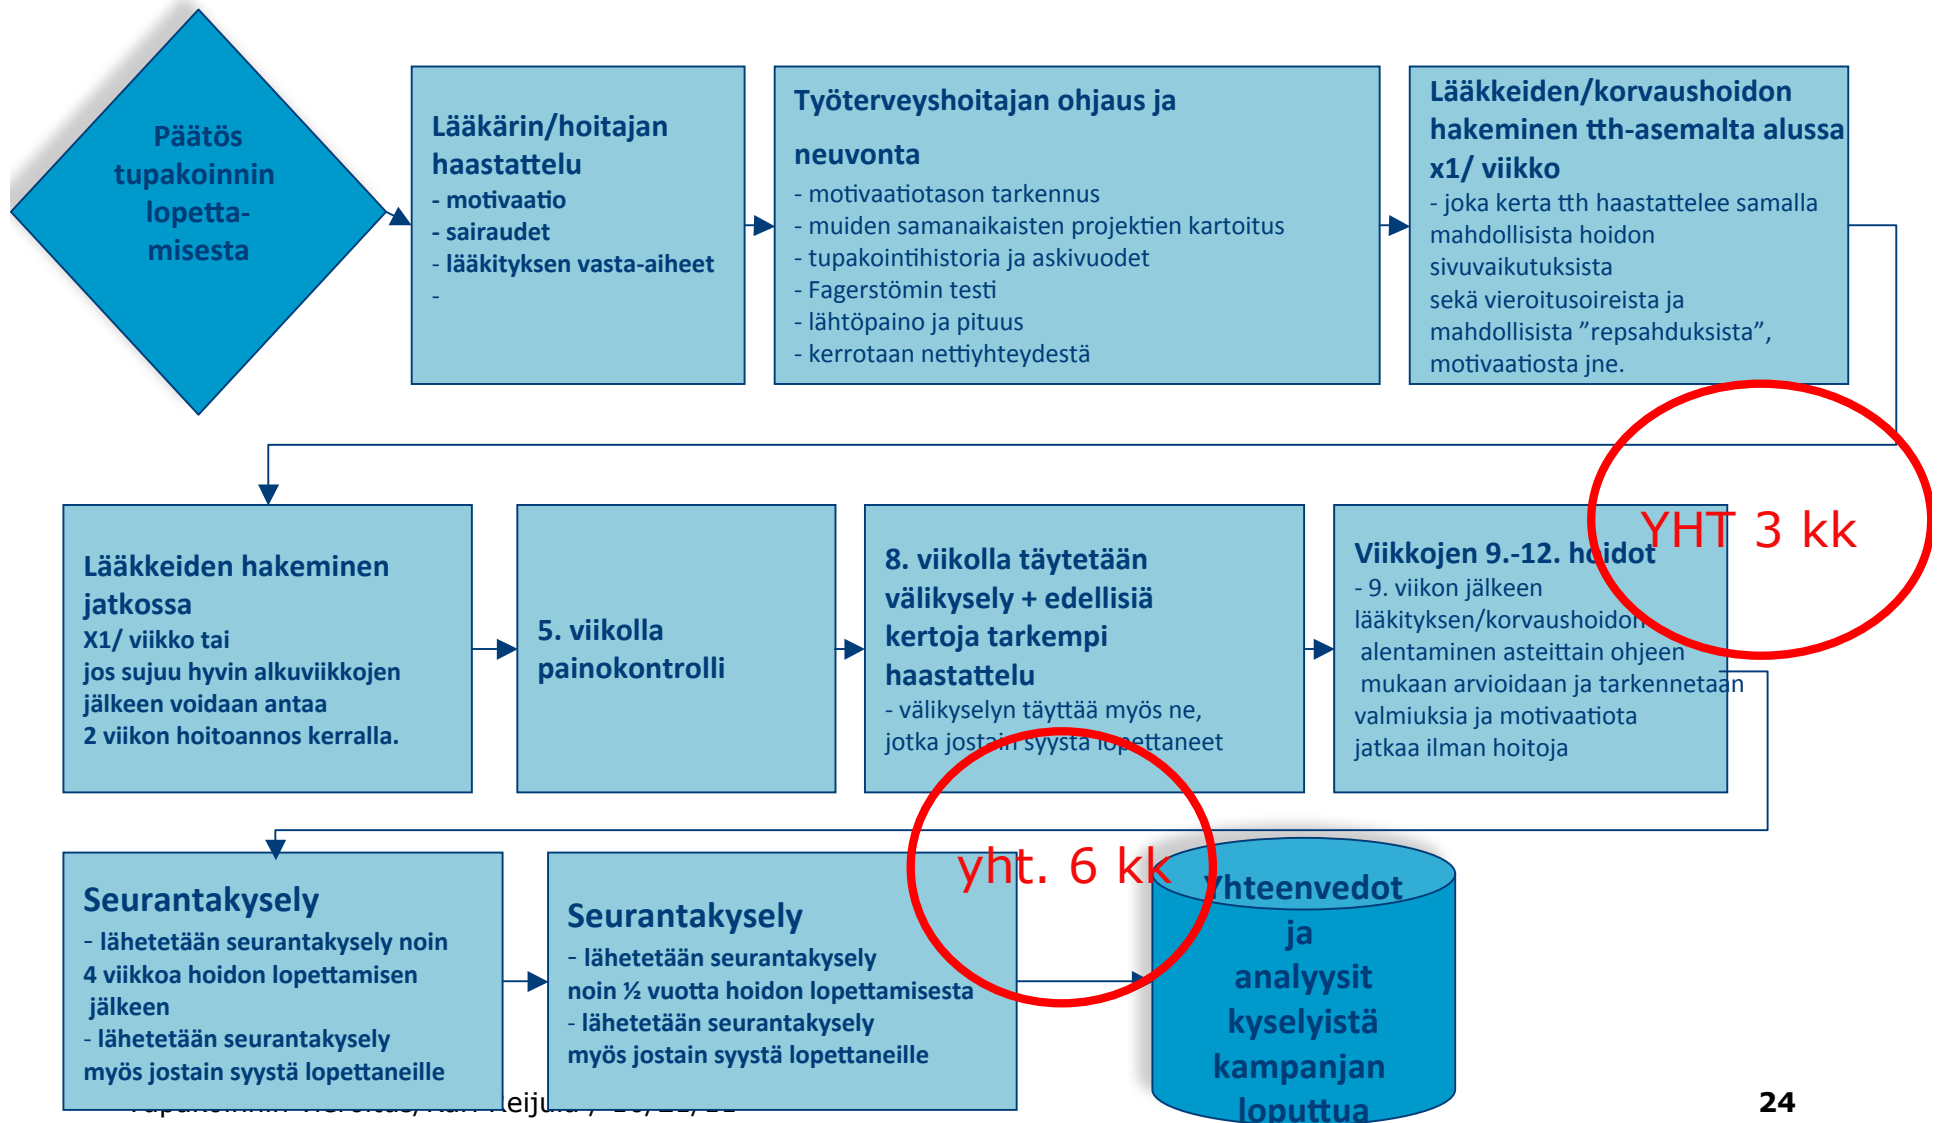 Päätös
tupakoinnin
lopetta-
misesta
Lääkärin/hoitajan
haastattelu
- motivaatio
- sairaudet
- lääkityksen vasta-aiheet
-
Työterveyshoitajan ohjaus ja
neuvonta
- motivaatiotason tarkennus
- muiden samanaikaisten projektien kartoitus
- tupakointihistoria ja askivuodet
- Fagerströmin testi
- lähtöpaino ja pituus
- kerrotaan nettiyhteydestä
Lääkkeiden/korvaushoidon
hakeminen tth-asemalta alussa
x1/ viikko
- joka kerta tth haastattelee samalla
mahdollisista hoidon
sivuvaikutuksista
sekä vieroitusoireista ja
mahdollisista ”repsahduksista”,
motivaatiosta jne.
YHT 3 kk
Lääkkeiden hakeminen
jatkossa
X1/ viikko tai
jos sujuu hyvin alkuviikkojen
jälkeen voidaan antaa
2 viikon hoitoannos kerralla.
5. viikolla
painokontrolli
8. viikolla täytetään
välikysely + edellisiä
kertoja tarkempi
haastattelu
- välikyselyn täyttää myös ne,
jotka jostain syystä lopettaneet
Viikkojen 9.-12. hoidot
- 9. viikon jälkeen
lääkityksen/korvaushoidon
alentaminen asteittain ohjeen
mukaan arvioidaan ja tarkennetaan
valmiuksia ja motivaatiota
jatkaa ilman hoitoja
Seurantakysely
- lähetetään seurantakysely noin
4 viikkoa hoidon lopettamisen
jälkeen
- lähetetään seurantakysely
myös jostain syystä lopettaneille
Seurantakysely
- lähetetään seurantakysely
noin ½ vuotta hoidon lopettamisesta
- lähetetään seurantakysely
myös jostain syystä lopettaneille
yht. 6 kk
Yhteenvedot
ja
analyysit
kyselyistä
kampanjan
loputtua
24